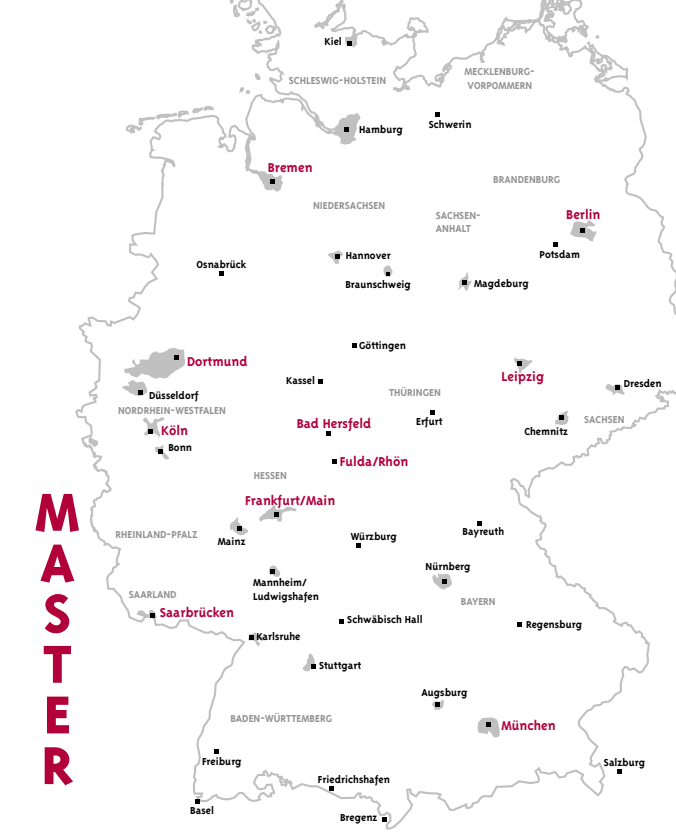 Kiel
SCHLESWIG-HOLSTEIN
MECKLENBURG-
VORPOMMERN
Hamburg
Schwerin
Bremen
BRANDENBURG
NIEDERSACHSEN
SACHSEN-
ANHALT
Berlin
Potsdam
Hannover
Osnabrück
Braunschweig
Magdeburg
Göttingen
Dortmund
Leipzig
Kassel
Dresden
Düsseldorf
THÜRINGEN
NORDRHEIN-WESTFALEN
Erfurt
SACHSEN
Bad Hersfeld
Köln
Chemnitz
Bonn
Fulda/Rhön
HESSEN
Frankfurt/Main
RHEINLAND-PFALZ
Mainz
Würzburg
Bayreuth
Nürnberg
Mannheim/
Ludwigshafen
SAARLAND
BAYERN
Saarbrücken
Schwäbisch Hall
Regensburg
Karlsruhe
Stuttgart
Augsburg
BADEN-WÜRTTEMBERG
München
Freiburg
Salzburg
Friedrichshafen
Basel
Bregenz
MASTER